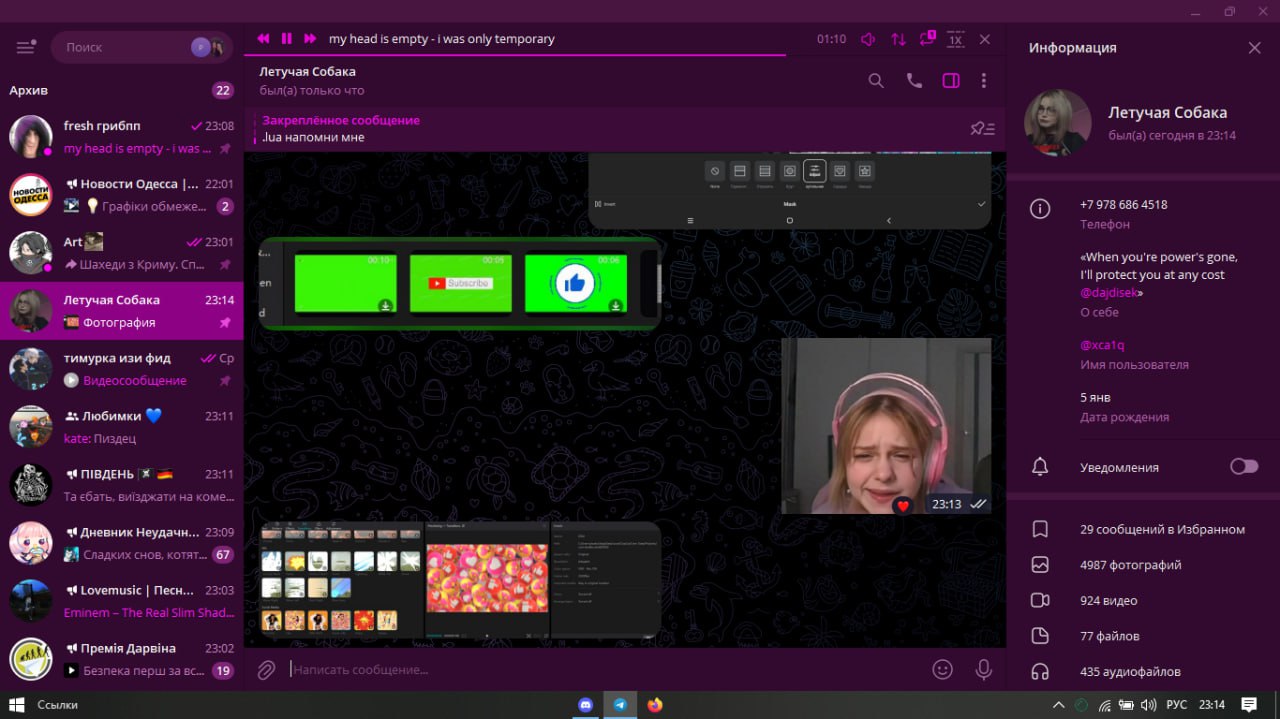 my head is empty - i was only temporary
01:10
1X
Поиск
P
Архив
22
fresh грибпп
23:08
my head is empty - i was ...
НОВОСТИ
ОДЕССА
Новости Одесса |...
22:01
Графіки обмеже...
2
Art
23:01
Шахеди з Криму. Сп...
Летучая Собака
23:14
Фотография
тимурка изи фид
Ср
Видеосообщение
Любимки
23:11
kate: Пиздец
ПІВДЕНЬ
23:11
Та єбать, виїзджати на коме...
Дневник Неудачн...
23:09
Сладких снов, котят...
67
Lovemusic | Песн...
23:03
Eminem – The Real Slim Shad...
Премія Дарвіна
23:02
Безпека перш за вс...
19
Летучая Собака
был(а) только что
Закреплённое сообщение
.lua напомни мне
None
Invert
Mask
en
d
00:10
00:05
Subscribe
00:06
23:13
Написать сообщение...
Информация
Летучая Собака
был(а) сегодня в 23:14
+7 978 686 4518
Телефон
«When you're power's gone,
I'll protect you at any cost
@dajdisek»
О себе
@xca1q
Имя пользователя
5 янв
Дата рождения
Уведомления
29 сообщений в Избранном
4987 фотографий
924 видео
77 файлов
435 аудиофайлов
Ссылки
РУС
23:14